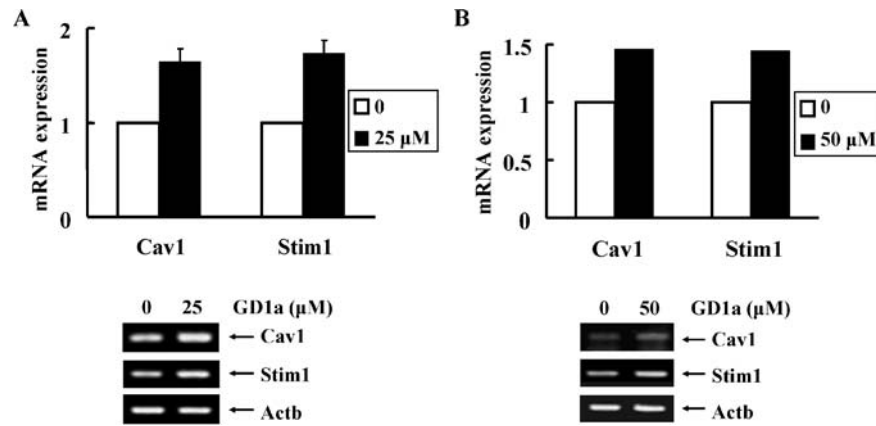 A
2
1
0
mRNA expression
0
25 μM
Cav1 Stim1
0 25 GD1a (μM)
Cav1
Stim1
Actb
B
1.5
1
0.5
0
mRNA expression
0
50 μM
Cav1 Stim1
0 50 GD1a (μM)
Cav1
Stim1
Actb